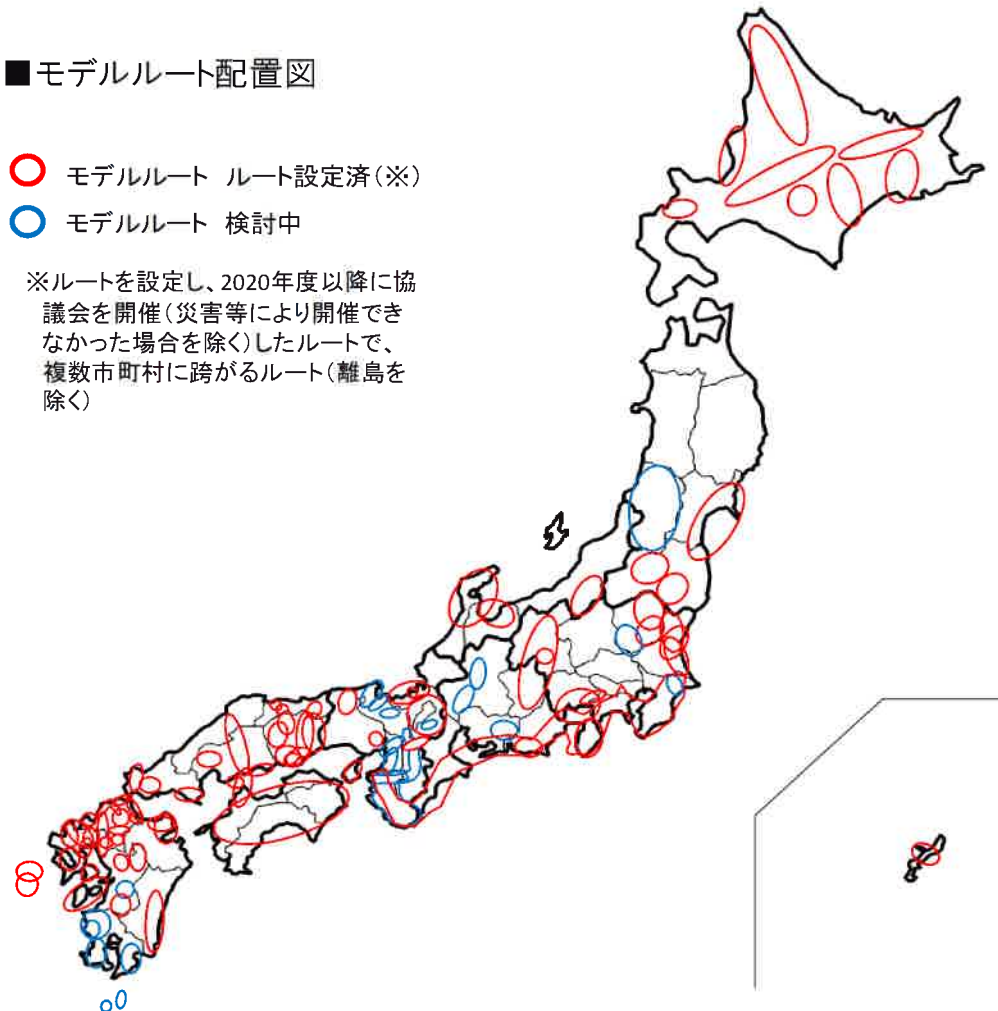 ■モデルルート配置図
モデルルート ルート設定済(※)
モデルルート 検討中
※ルートを設定し、2020年度以降に協
議会を開催(災害等により開催でき
なかった場合を除く)したルートで、
複数市町村に跨がるルート(離島を
除く)